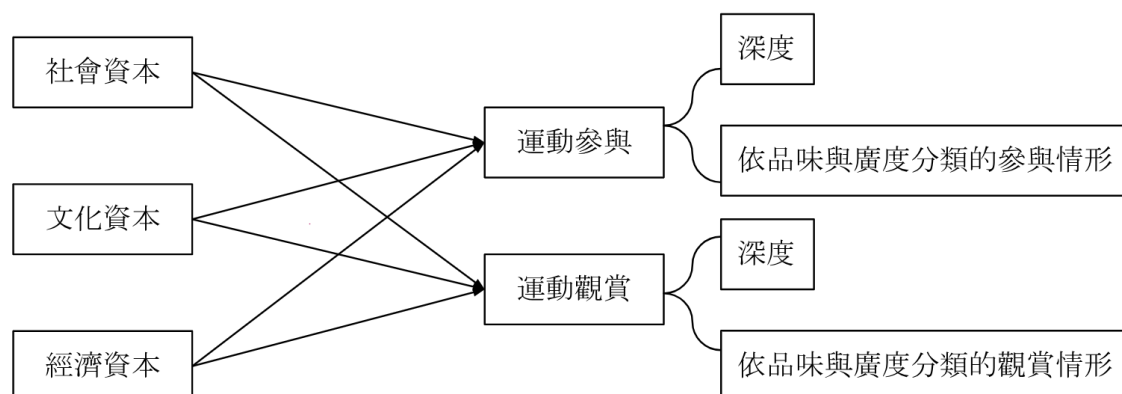 社會資本
文化資本
經濟資本
運動參與
運動觀賞
深度
依品味與廣度分類的參與情形
深度
依品味與廣度分類的觀賞情形